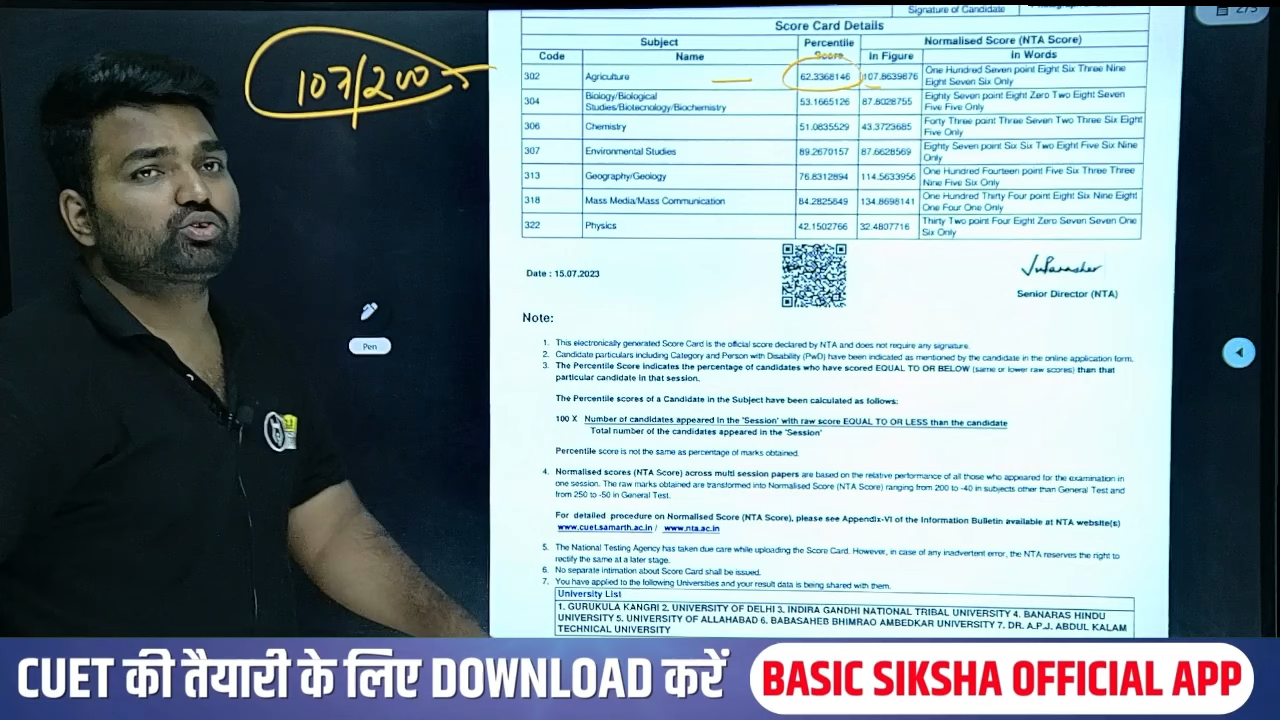 Signature of Candidate
2/3
Score Card Details
Subject
Percentile Score
Normalised Score (NTA Score)
Code
Name
In Figure
In Words
107/200
302 Agriculture 62.3368146 107.8639876 One Hundred Seven point Eight Six Three Nine
Eight Seven Six Only
304 Biology/Biological
Studies/Biotecnology/Biochemistry 53.1665126 87.8028755 Eighty Seven point Eight Zero Two Eight Seven
Five Five Only
306 Chemistry 51.0835529 43.3723685 Forty Three point Three Seven Two Three Six Eight
Five Only
307 Environmental Studies 89.2670157 87.6628569 Eighty Seven point Six Six Two Eight Five Six Nine
Only
313 Geography/Geology 76.8312894 114.5633956 One Hundred Fourteen point Five Six Three Three
Nine Five Six Only
318 Mass Media/Mass Communication 84.2825849 134.8698141 One Hundred Thirty Four point Eight Six Nine Eight
One Four One Only
322 Physics 42.1502766 32.4807716 Thirty Two point Four Eight Zero Seven Seven One
Six Only
Date : 15.07.2023
Senior Director (NTA)
Pen
Note:
1. This electronically generated Score Card is the official score declared by NTA and does not require any signature.
2. Candidate particulars including Category and Person with Disability (PwD) have been indicated as mentioned by the candidate in the online application form.
3. The Percentile Score indicates the percentage of candidates who have scored EQUAL TO OR BELOW (same or lower raw scores) than that
particular candidate in that session.
The Percentile scores of a Candidate in the Subject have been calculated as follows:
100 X Number of candidates appeared in the 'Session' with raw score EQUAL TO OR LESS than the candidate
Total number of the candidates appeared in the 'Session'
Percentile score is not the same as percentage of marks obtained.
4. Normalised scores (NTA Score) across multi session papers are based on the relative performance of all those who appeared for the examination in
one session. The raw marks obtained are transformed into Normalised Score (NTA Score) ranging from 200 to -40 in subjects other than General Test and
from 250 to -50 in General Test.
For detailed procedure on Normalised Score (NTA Score), please see Appendix-VI of the Information Bulletin available at NTA website(s)
www.cuet.samarth.ac.in / www.nta.ac.in
5. The National Testing Agency has taken due care while uploading the Score Card. However, in case of any inadvertent error, the NTA reserves the right to
rectify the same at a later stage.
6. No separate intimation about Score Card shall be issued.
7. You have applied to the following Universities and your result data is being shared with them.
University List
1. GURUKULA KANGRI 2. UNIVERSITY OF DELHI 3. INDIRA GANDHI NATIONAL TRIBAL UNIVERSITY 4. BANARAS HINDU
UNIVERSITY 5. UNIVERSITY OF ALLAHABAD 6. BABASAHEB BHIMRAO AMBEDKAR UNIVERSITY 7. DR. A.P.J. ABDUL KALAM
TECHNICAL UNIVERSITY
CUET की तैयारी के लिए DOWNLOAD करें BASIC SIKSHA OFFICIAL APP